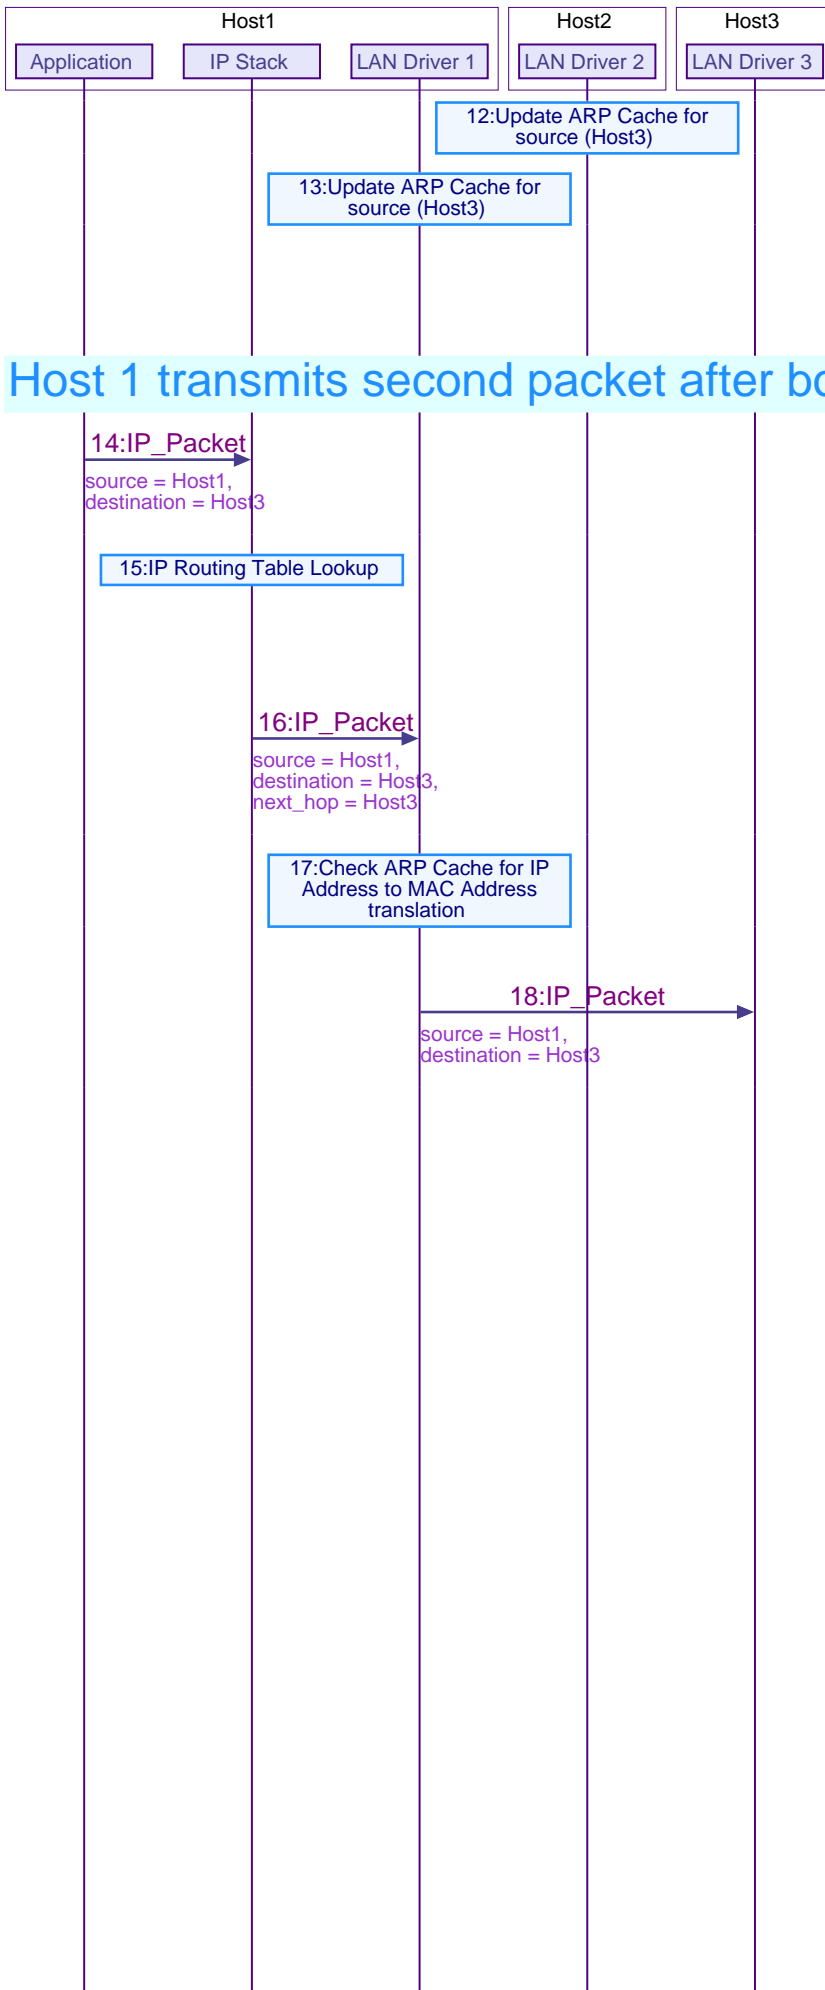 Host1
Host2
Host3
Application
IP Stack
LAN Driver 1
LAN Driver 2
LAN Driver 3
12:Update ARP Cache for
source (Host3)
13:Update ARP Cache for
source (Host3)
Host 1 transmits second packet after bo
14:IP_Packet
source = Host1,
destination = Host3
15:IP Routing Table Lookup
16:IP_Packet
source = Host1,
destination = Host3,
next_hop = Host3
17:Check ARP Cache for IP
Address to MAC Address
translation
18:IP_Packet
source = Host1,
destination = Host3